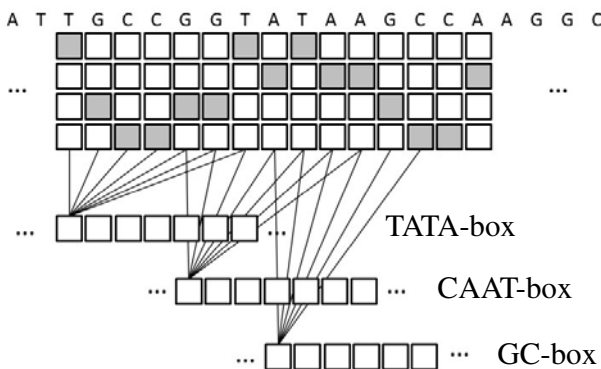 A T T G C C G G T A T A A G C C A A G G C
... ...
... ... TATA-box
... ... CAAT-box
... ... GC-box